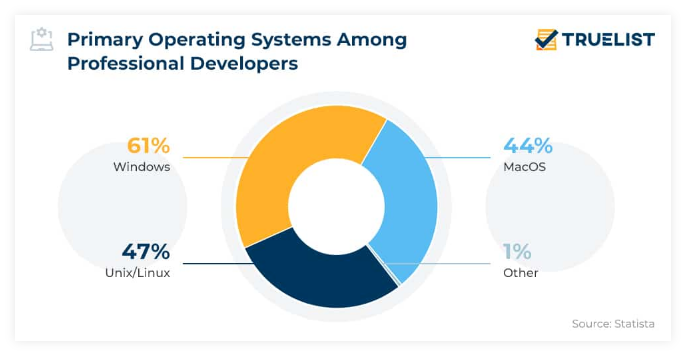 Primary Operating Systems Among
Professional Developers
TRUELIST
61%
Windows
44%
MacOS
47%
Unix/Linux
1%
Other
Source: Statista